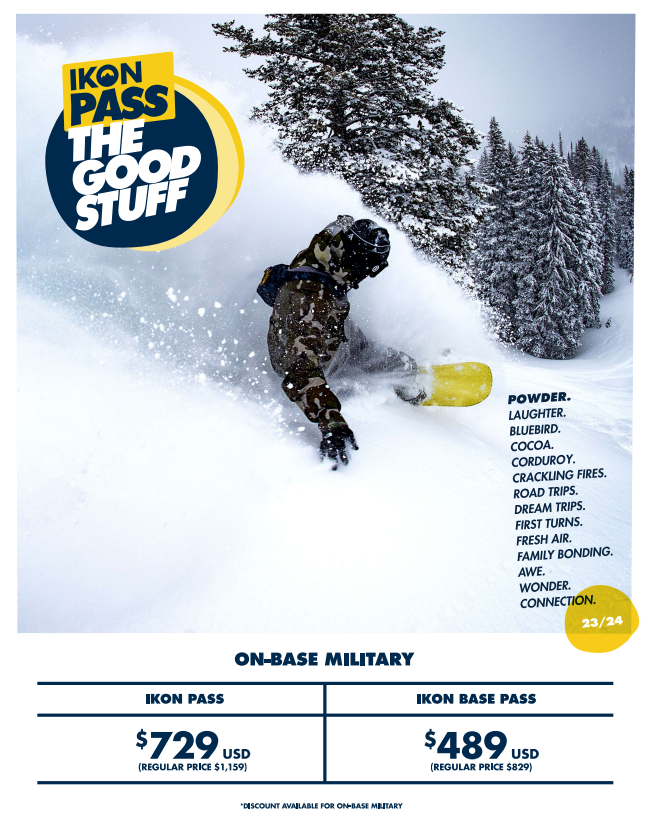 IKON
PASS
THE
GOOD
STUFF
POWDER.
LAUGHTER.
BLUEBIRD.
COCOA.
CORDUROY.
CRACKLING FIRES.
ROAD TRIPS.
DREAM TRIPS.
FIRST TURNS.
FRESH AIR.
FAMILY BONDING.
AWE.
WONDER.
CONNECTION.
23/24
ON-BASE MILITARY
IKON PASS
IKON BASE PASS
$729 USD
(REGULAR PRICE $1,159)
$489 USD
(REGULAR PRICE $829)
*DISCOUNT AVAILABLE FOR ON-BASE MILITARY